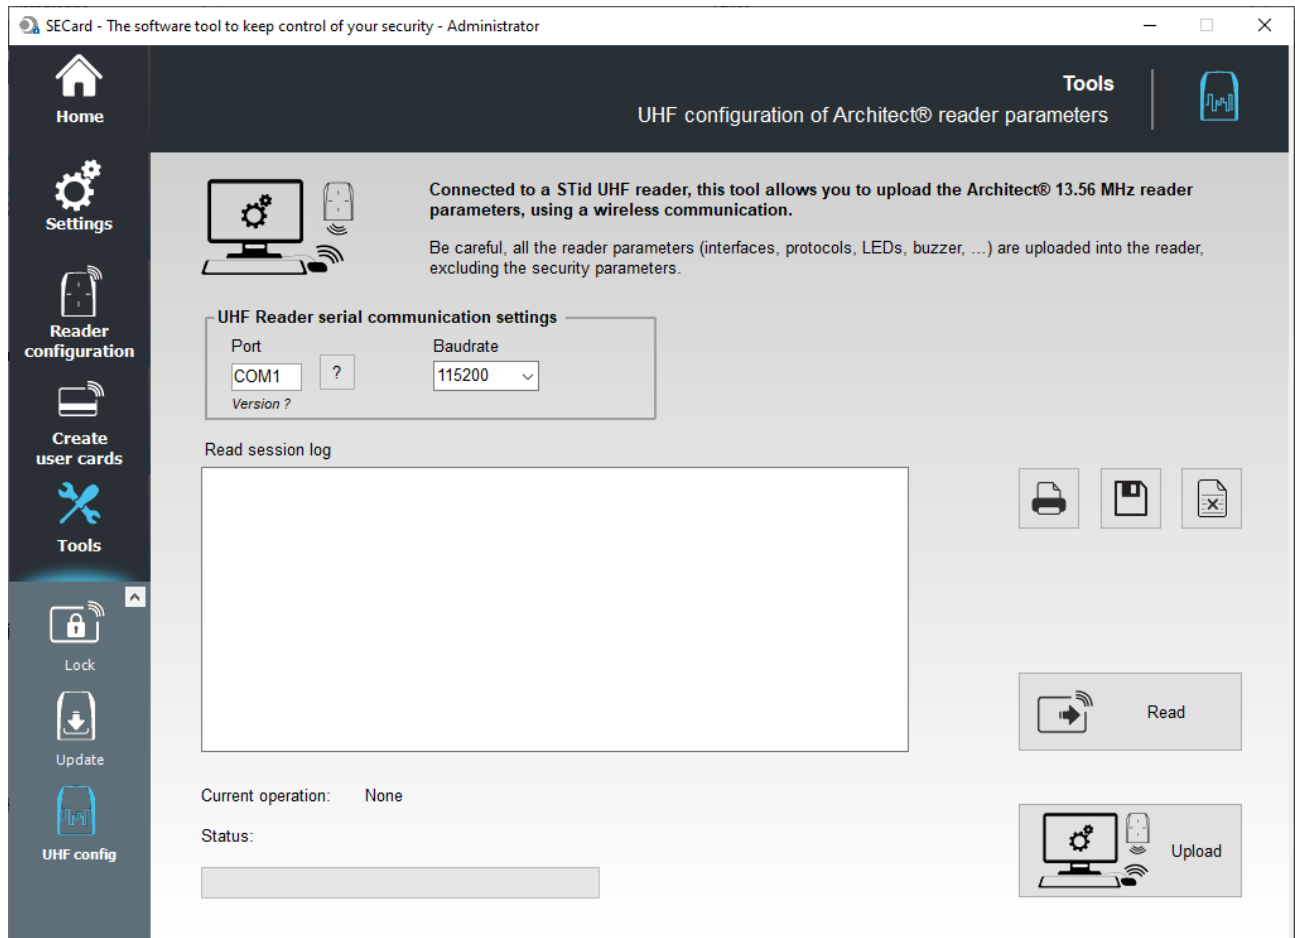 SECard - The software tool to keep control of your security - Administrator
Home
Tools
UHF configuration of Architect® reader parameters
Settings
Reader
configuration
Create
user cards
Tools
Lock
Update
UHF config
Connected to a STid UHF reader, this tool allows you to upload the Architect® 13.56 MHz reader
parameters, using a wireless communication.
Be careful, all the reader parameters (interfaces, protocols, LEDs, buzzer, ...) are uploaded into the reader,
excluding the security parameters.
UHF Reader serial communication settings
Port
Baudrate
COM1
?
115200
Version ?
Read session log
Read
Current operation: None
Status:
Upload